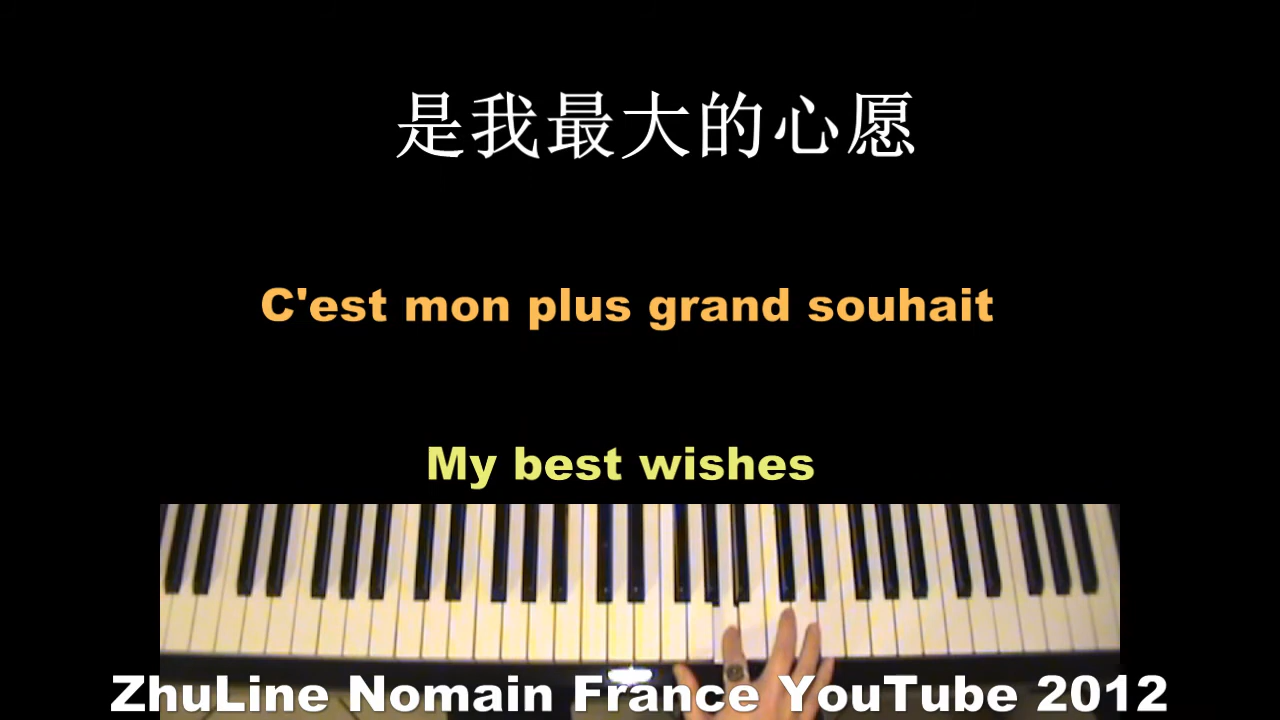 是我最大的心愿
C'est mon plus grand souhait
My best wishes
ZhuLine Nomain France YouTube 2012